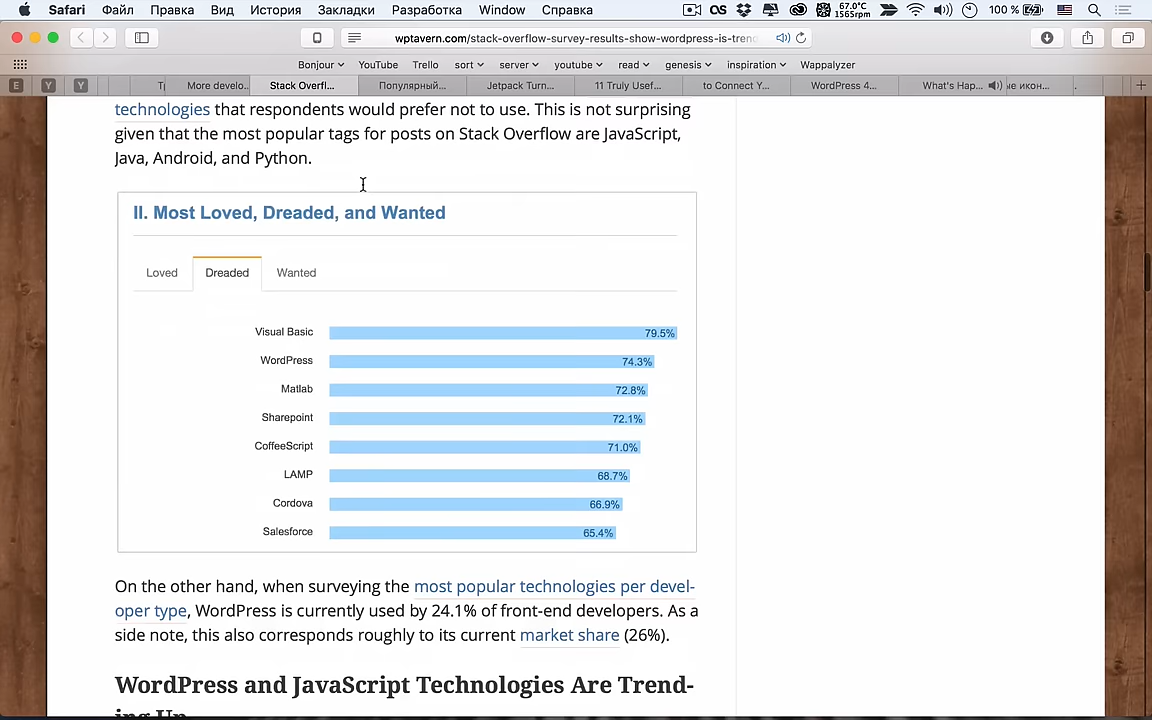 Safari Файл Правка Вид История Закладки Разработка Window Справка 67.0°C 1565rpm 100 %
wptavern.com/stack-overflow-survey-results-show-wordpress-is-tren
Bonjour YouTube Trello sort server youtube read genesis inspiration Wappalyzer
E Y Y More develo... Stack Overfl... Популярный... Jetpack Turn... 11 Truly Usef... to Connect Y... WordPress 4... What's Hap...
technologies that respondents would prefer not to use. This is not surprising
given that the most popular tags for posts on Stack Overflow are JavaScript,
Java, Android, and Python.
II. Most Loved, Dreaded, and Wanted
Loved Dreaded Wanted
Visual Basic 79.5%
WordPress 74.3%
Matlab 72.8%
Sharepoint 72.1%
CoffeeScript 71.0%
LAMP 68.7%
Cordova 66.9%
Salesforce 65.4%
On the other hand, when surveying the most popular technologies per devel-
oper type, WordPress is currently used by 24.1% of front-end developers. As a
side note, this also corresponds roughly to its current market share (26%).
WordPress and JavaScript Technologies Are Trend-
ing Up